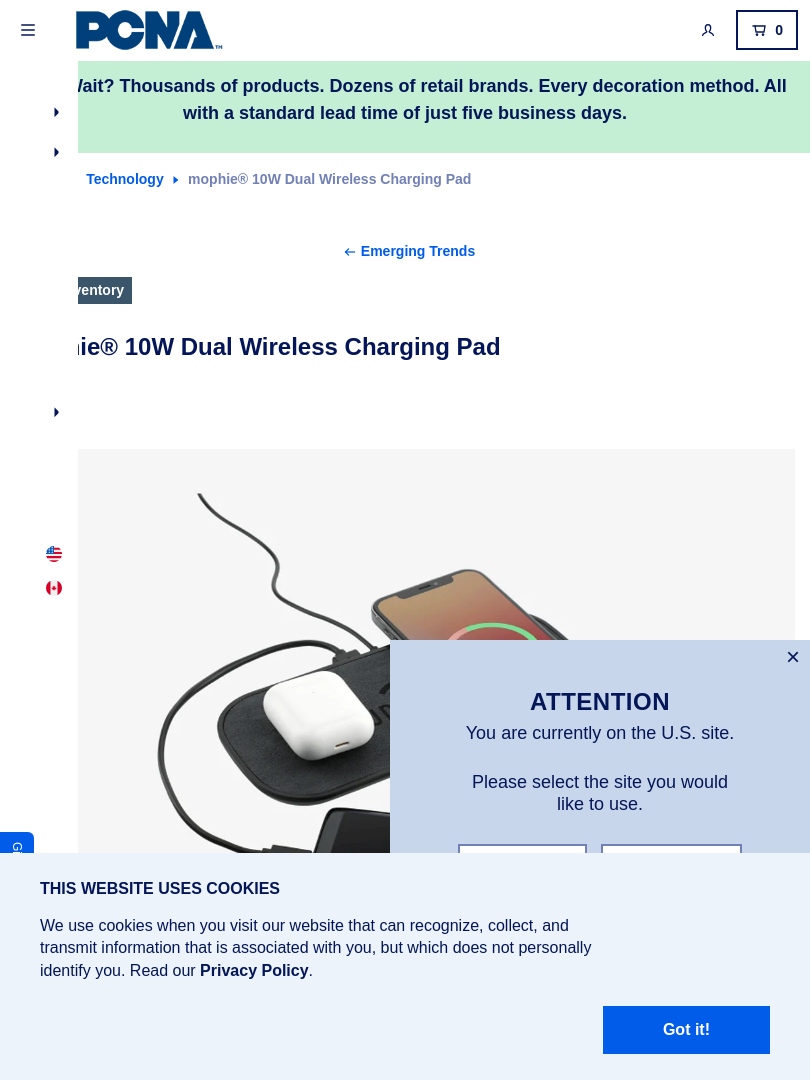 PCNA
0
Wait? Thousands of products. Dozens of retail brands. Every decoration method. All
with a standard lead time of just five business days.
Technology mophie® 10W Dual Wireless Charging Pad
← Emerging Trends
® 10W Dual Wireless Charging Pad
×
ATTENTION
You are currently on the U.S. site.
Please select the site you would
like to use.
THIS WEBSITE USES COOKIES
We use cookies when you visit our website that can recognize, collect, and
transmit information that is associated with you, but which does not personally
identify you. Read our Privacy Policy.
Got it!